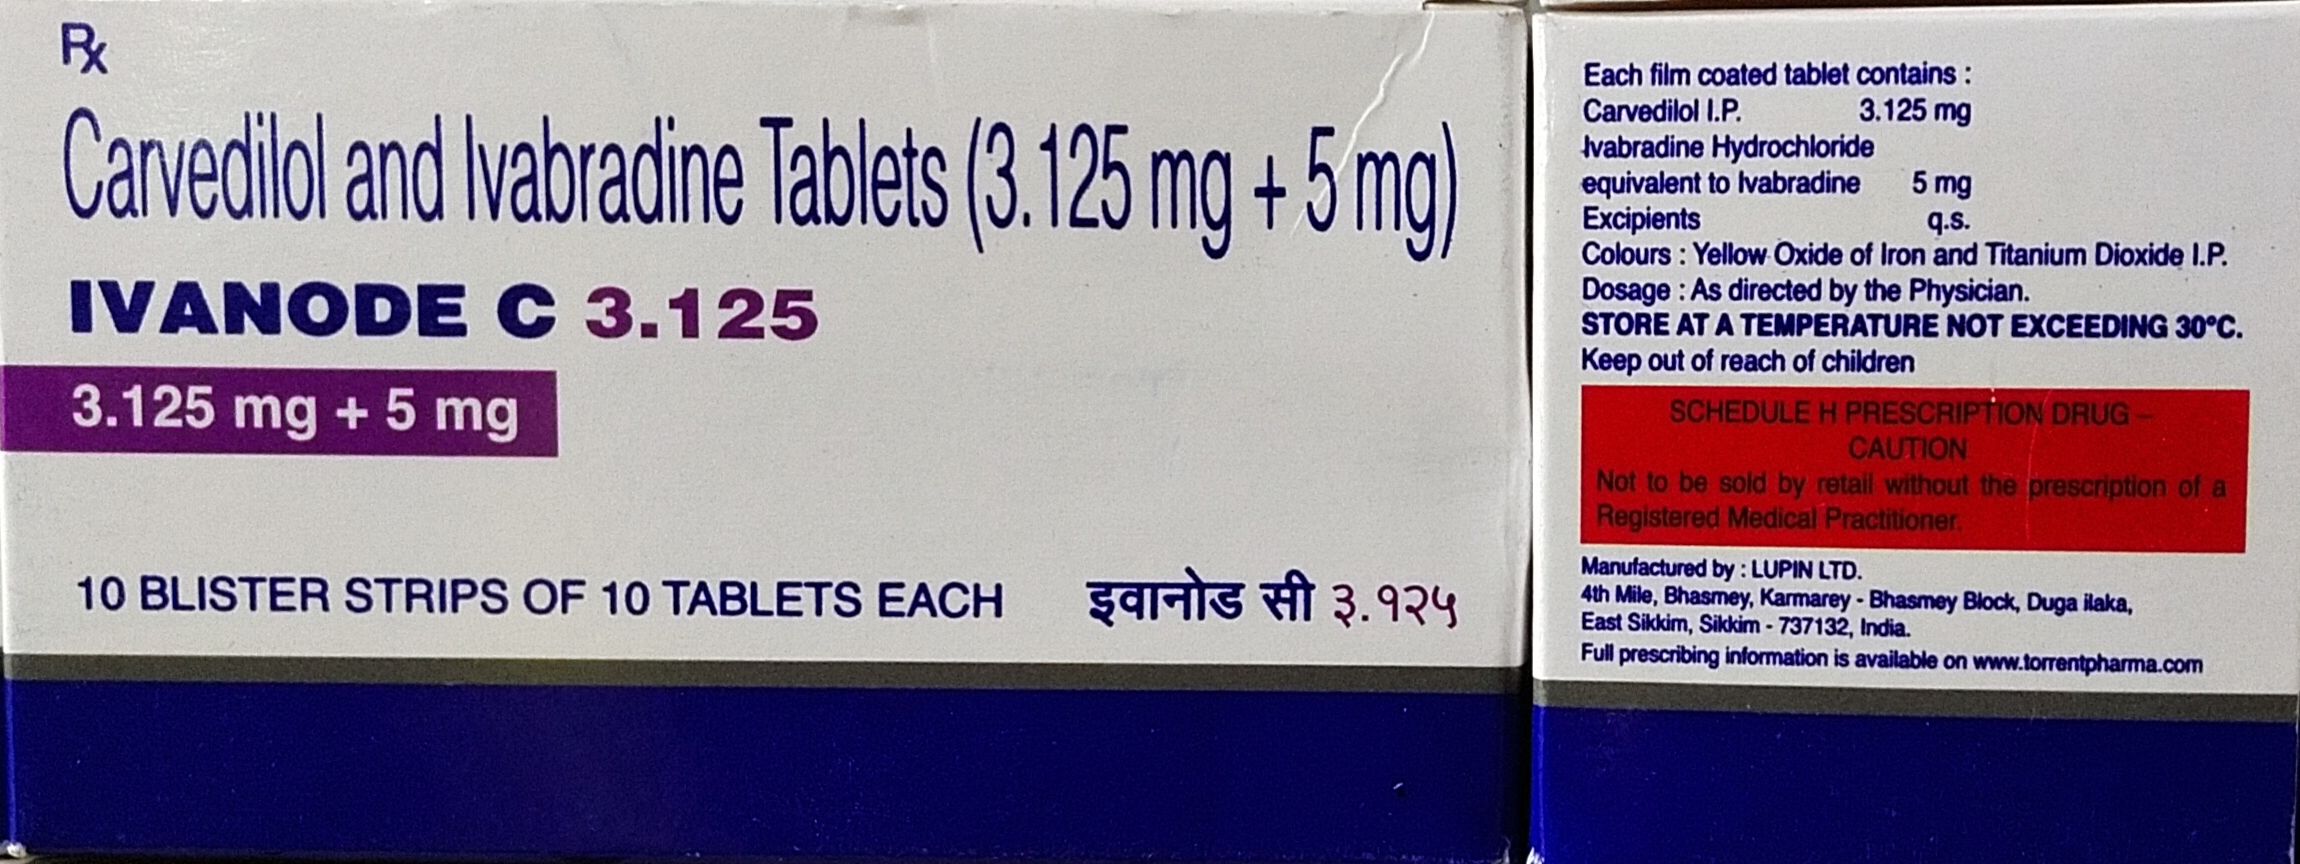 Rx
Carvedilol and Ivabradine Tablets (3.125 mg + 5 mg)
IVANODE C 3.125
3.125 mg + 5 mg
10 BLISTER STRIPS OF 10 TABLETS EACH
इवानोड सी ३.१२५
Each film coated tablet contains :
Carvedilol I.P. 3.125 mg
Ivabradine Hydrochloride
equivalent to Ivabradine 5 mg
Excipients q.s.
Colours : Yellow Oxide of Iron and Titanium Dioxide I.P.
Dosage : As directed by the Physician.
STORE AT A TEMPERATURE NOT EXCEEDING 30°C.
Keep out of reach of children
SCHEDULE H PRESCRIPTION DRUG –
CAUTION
Not to be sold by retail without the prescription of a
Registered Medical Practitioner.
Manufactured by : LUPIN LTD.
4th Mile, Bhasmey, Karmarey - Bhasmey Block, Duga ilaka,
East Sikkim, Sikkim - 737132, India.
Full prescribing information is available on www.torrentpharma.com